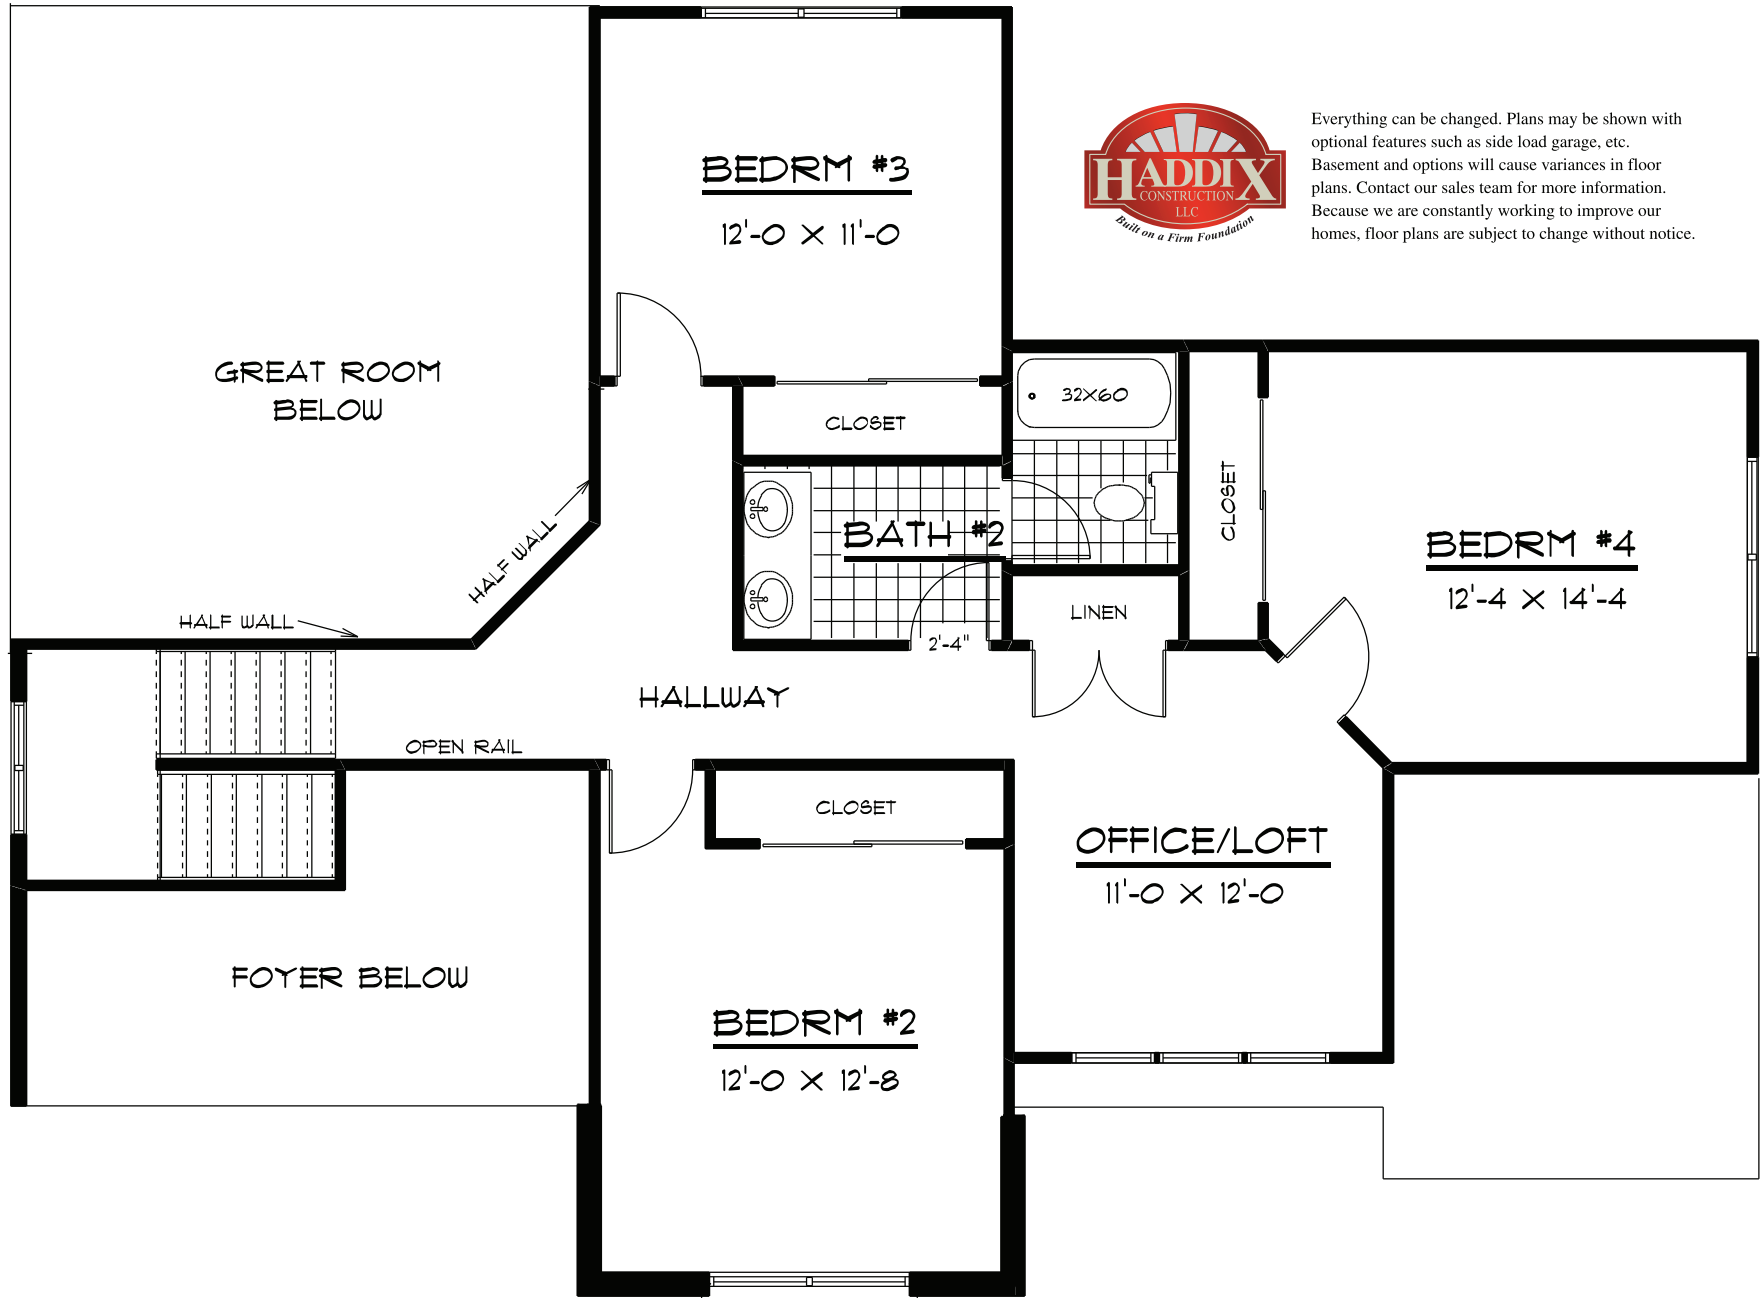 BEDRM #3
12'-0 X 11'-0
HADDIX
CONSTRUCTION
LLC
Built on a Firm Foundation
Everything can be changed. Plans may be shown with
optional features such as side load garage, etc.
Basement and options will cause variances in floor
plans. Contact our sales team for more information.
Because we are constantly working to improve our
homes, floor plans are subject to change without notice.
GREAT ROOM
BELOW
CLOSET
32X60
CLOSET
HALF WALL
BATH #2
BEDRM #4
12'-4 X 14'-4
HALF WALL
LINEN
2'-4"
HALLWAY
OPEN RAIL
CLOSET
OFFICE/LOFT
11'-0 X 12'-0
FOYER BELOW
BEDRM #2
12'-0 X 12'-8